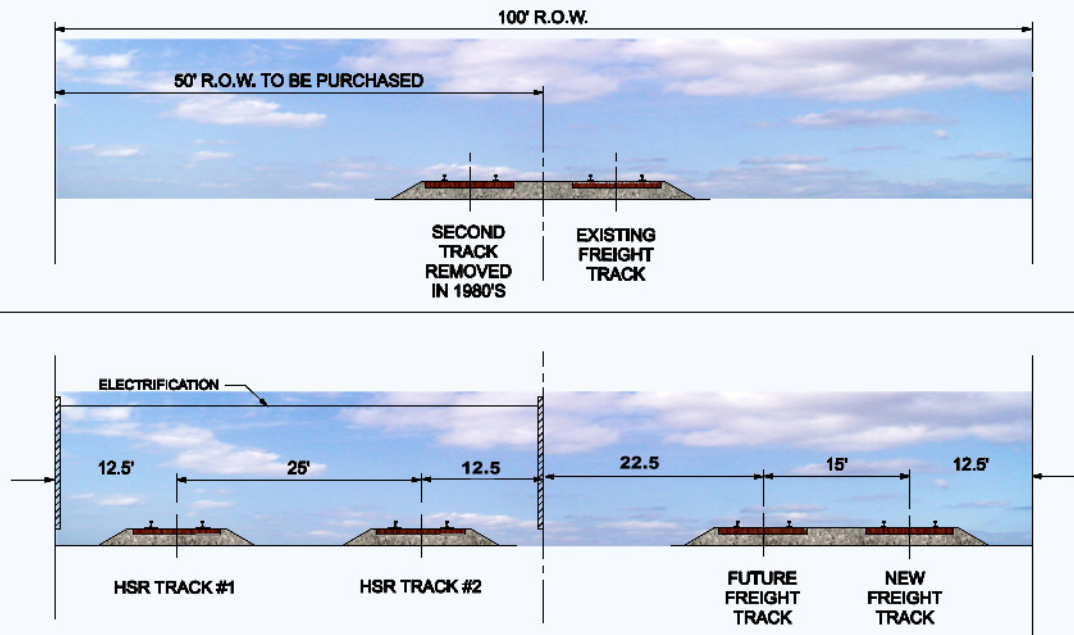 100' R.O.W.
50' R.O.W. TO BE PURCHASED
SECOND
TRACK
REMOVED
IN 1980'S
EXISTING
FREIGHT
TRACK
ELECTRIFICATION
12.5'
25'
12.5
22.5
15'
12.5'
HSR TRACK #1
HSR TRACK #2
FUTURE
FREIGHT
TRACK
NEW
FREIGHT
TRACK